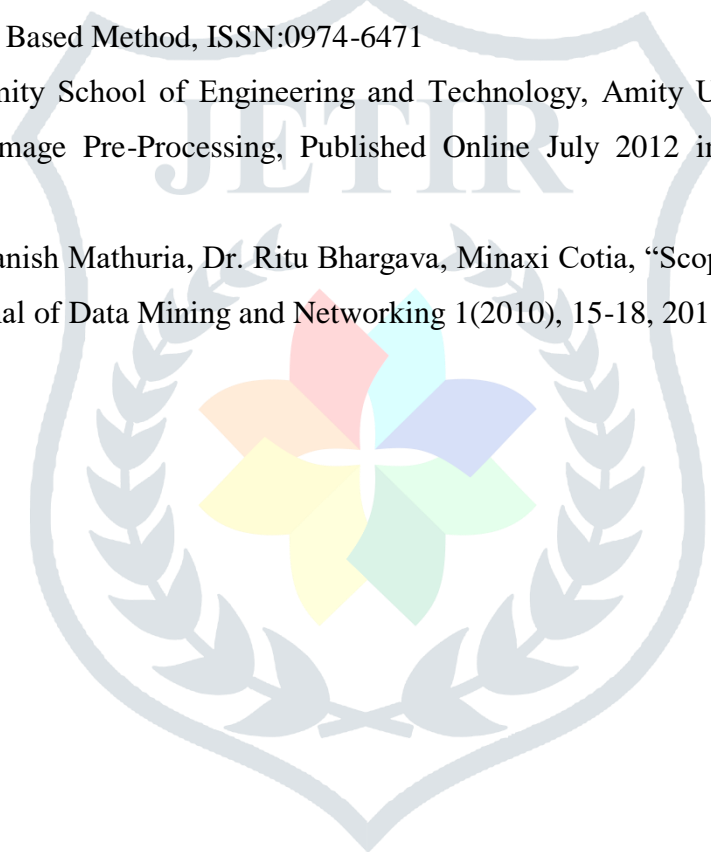 Based Method, ISSN:0974-6471
mity School of Engineering and Technology, Amity U
mage Pre-Processing, Published Online July 2012 in
JETIR
anish Mathuria, Dr. Ritu Bhargava, Minaxi Cotia, “Scop
nal of Data Mining and Networking 1(2010), 15-18, 201